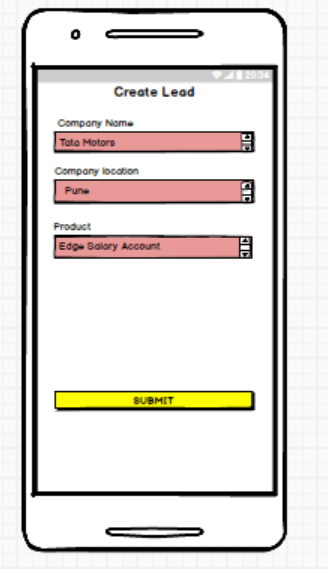 20:34
Create Lead
Company Name
Tata Motors
Company location
Pune
Product
Edge Salary Account
SUBMIT